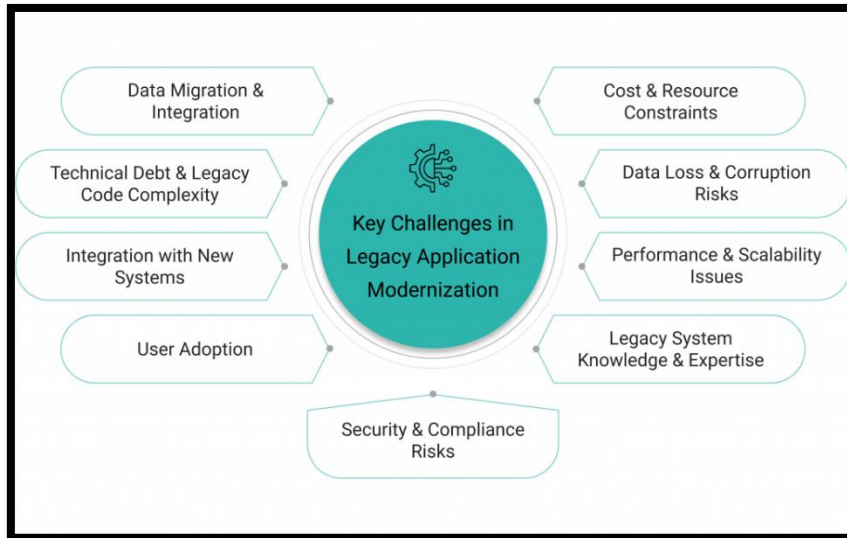 Data Migration &
Integration
Cost & Resource
Constraints
Technical Debt & Legacy
Code Complexity
Data Loss & Corruption
Risks
Key Challenges in
Legacy Application
Modernization
Integration with New
Systems
Performance & Scalability
Issues
User Adoption
Legacy System
Knowledge & Expertise
Security & Compliance
Risks